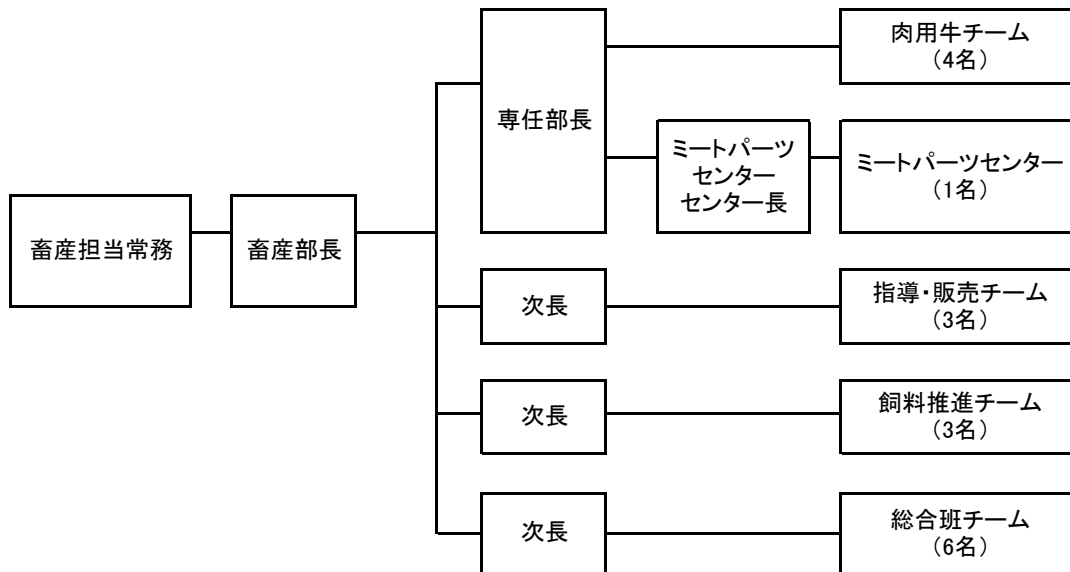 畜産担当常務
畜産部長
専任部長
肉用牛チーム
(4名)
ミートパーツ
センター
センター長
ミートパーツセンター
(1名)
次長
指導・販売チーム
(3名)
次長
飼料推進チーム
(3名)
次長
総合班チーム
(6名)